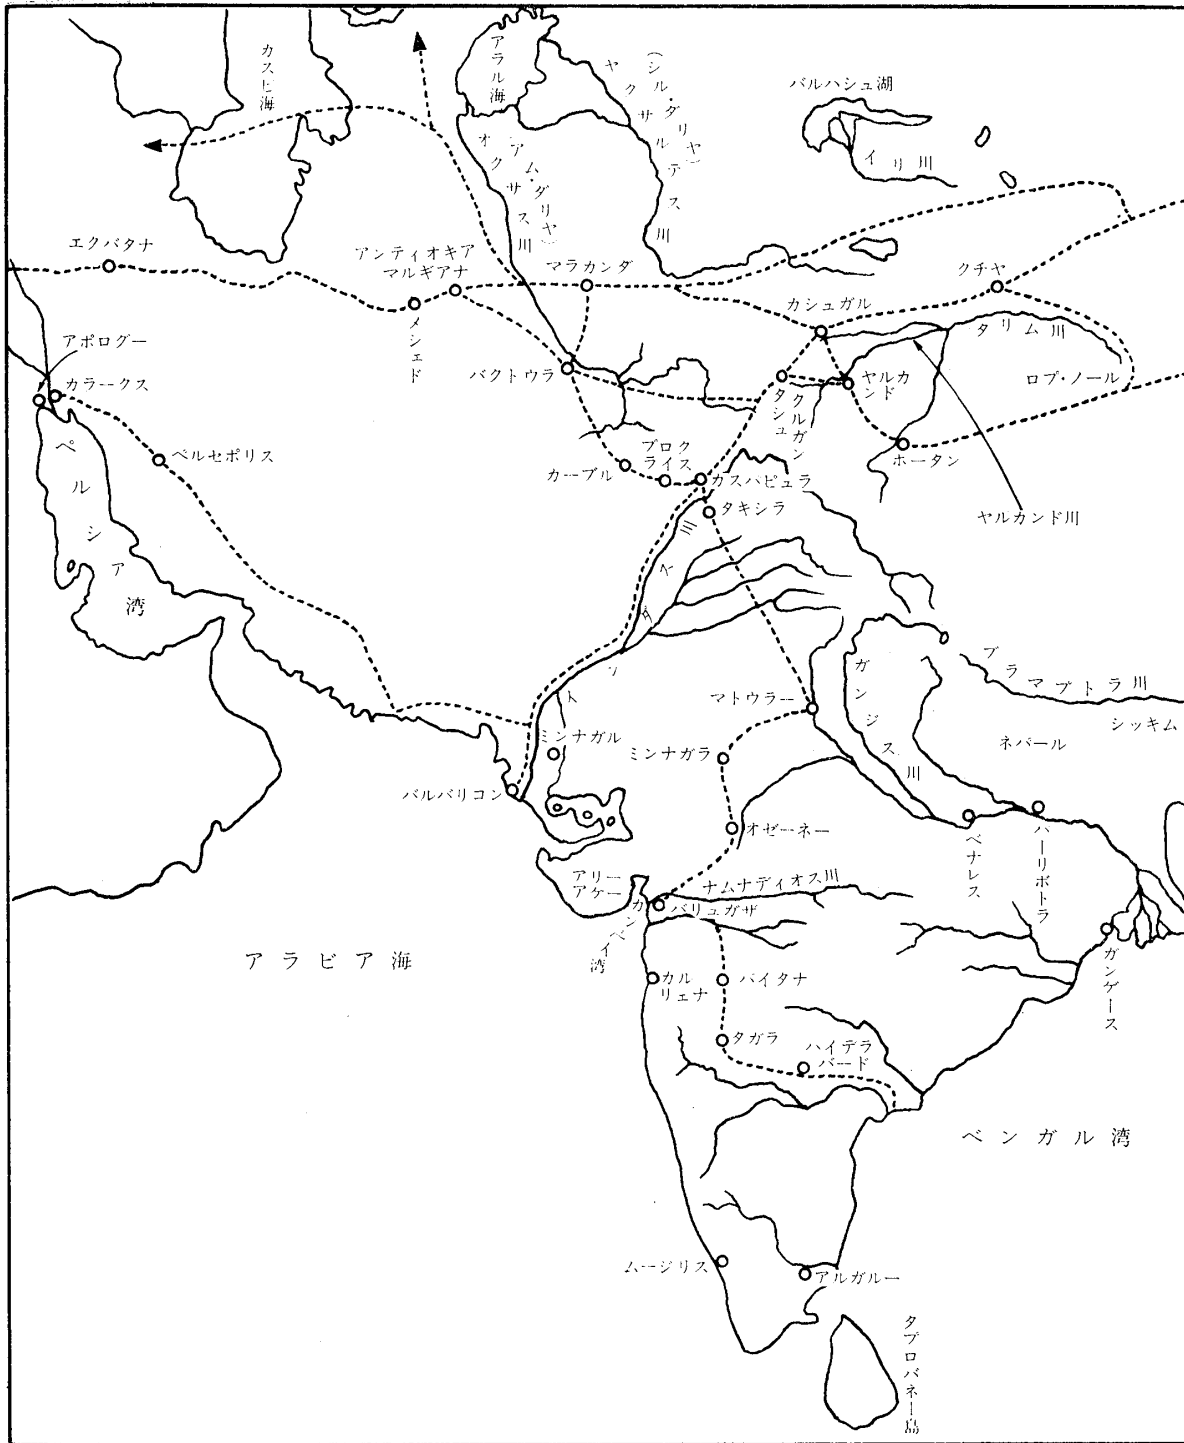 カスピ海
アラル海
ヤクサルテス川
(シル・ダリヤ)
オクサス川
(アム・ダリヤ)
バルハシュ湖
イリ川
エクバタナ
アンティオキア
マルギアナ
マラカンダ
クチヤ
カシュガル
タリム川
メシェド
アポログー
カラークス
バクトウラ
タシュ
クルガン
ヤルカ
ンド
ロプ・ノール
ペルセポリス
ペルシア湾
カーブル
プロク
ライス
カスパピュラ
タキシラ
ホータン
ヤルカンド川
ガンジス川
ブラマプトラ川
シッキム
ネパール
マトウラー
ミンナガル
ミンナガラ
バルバリコン
オゼーネー
ベナレス
パーリボトラ
アリー
アケー
ナムナディオス川
バリュガザ
カンベイ湾
ガンゲース
アラビア海
カル
リエナ
パイタナ
タガラ
ハイデラ
バード
ベンガル湾
ムージリス
アルガルー
タプロバネー島